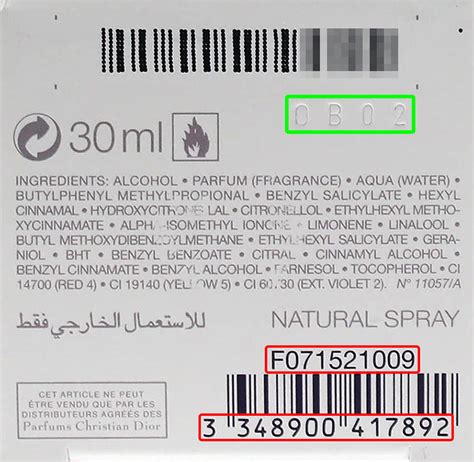 0B02
30ml
INGREDIENTS: ALCOHOL • PARFUM (FRAGRANCE) • AQUA (WATER) •
BUTYLPHENYL METHYLPROPIONAL • BENZYL SALICYLATE • HEXYL
CINNAMAL • HYDROXYCITRONELLAL • CITRONELLOL • ETHYLHEXYL METHO-
XYCINNAMATE • ALPHA-ISOMETHYL IONONE • LIMONENE • LINALOOL •
BUTYL METHOXYDIBENZOYLMETHANE • ETHYLHEXYL SALICYLATE • GERA-
NIOL • BHT • BENZYL BENZOATE • CITRAL • CINNAMYL ALCOHOL •
BENZYL CINNAMATE • BENZYL ALCOHOL • FARNESOL • TOCOPHEROL • CI
14700 (RED 4) • CI 19140 (YELLOW 5) • CI 60730 (EXT. VIOLET 2). N° 11057/A
للاستعمال الخارجي فقط
NATURAL SPRAY
F071521009
CET ARTICLE NE PEUT
ÊTRE VENDU QUE PAR LES
DISTRIBUTEURS AGRÉÉS DES
Parfums Christian Dior
3 348900 417892